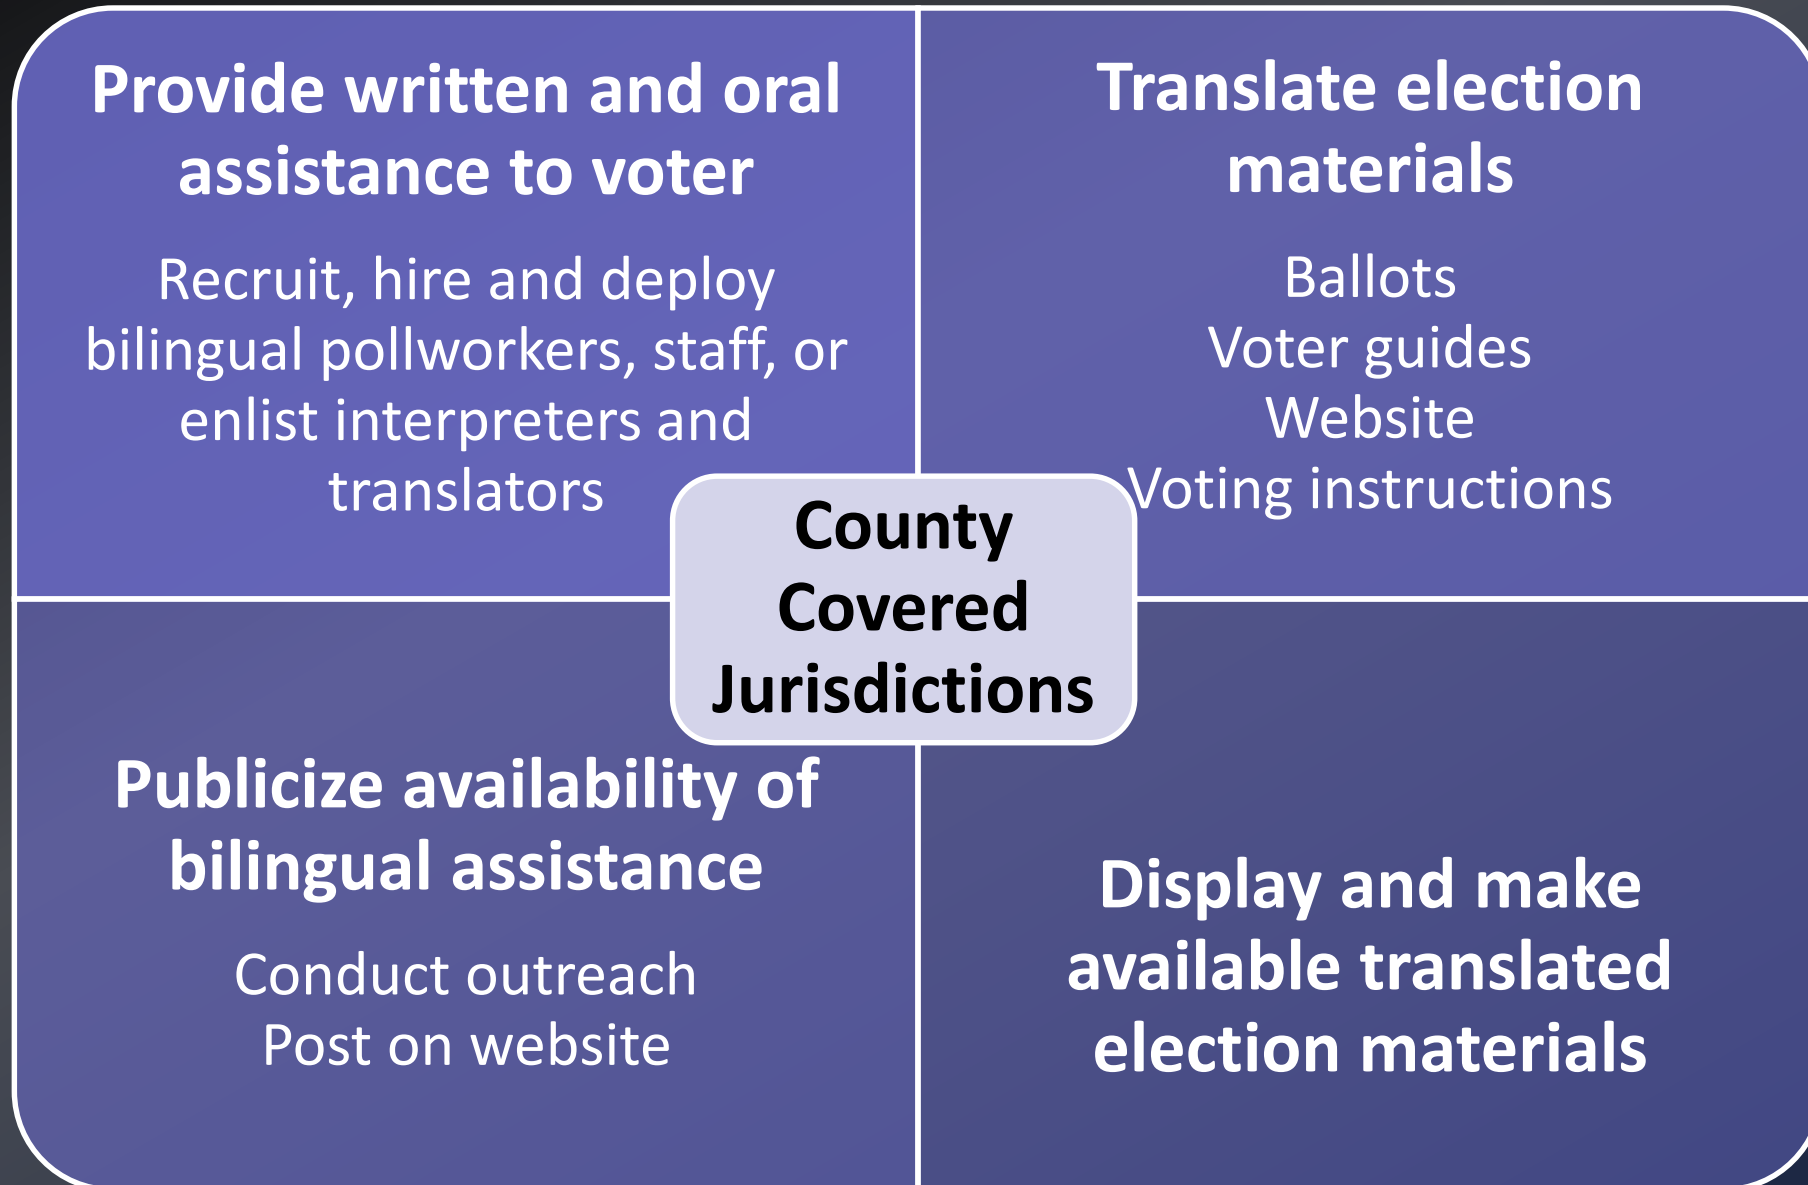 Provide written and oral
assistance to voter
Recruit, hire and deploy
bilingual pollworkers, staff, or
enlist interpreters and
translators
Translate election
materials
Ballots
Voter guides
Website
Voting instructions
County
Covered
Jurisdictions
Publicize availability of
bilingual assistance
Conduct outreach
Post on website
Display and make
available translated
election materials